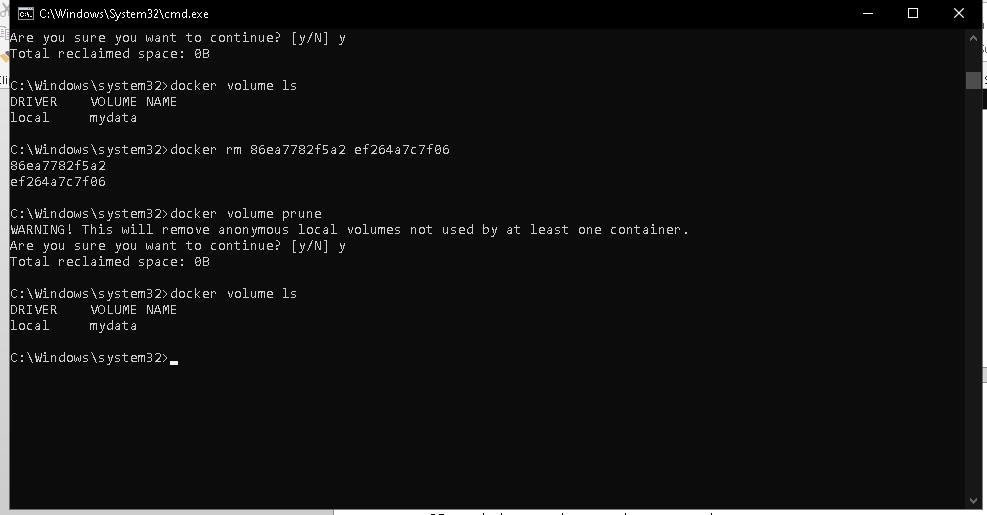 C:\Windows\System32\cmd.exe
Are you sure you want to continue? [y/N] y
Total reclaimed space: 0B
C:\Windows\system32>docker volume ls
DRIVER    VOLUME NAME
local     mydata
C:\Windows\system32>docker rm 86ea7782f5a2 ef264a7c7f06
86ea7782f5a2
ef264a7c7f06
C:\Windows\system32>docker volume prune
WARNING! This will remove anonymous local volumes not used by at least one container.
Are you sure you want to continue? [y/N] y
Total reclaimed space: 0B
C:\Windows\system32>docker volume ls
DRIVER    VOLUME NAME
local     mydata
C:\Windows\system32>